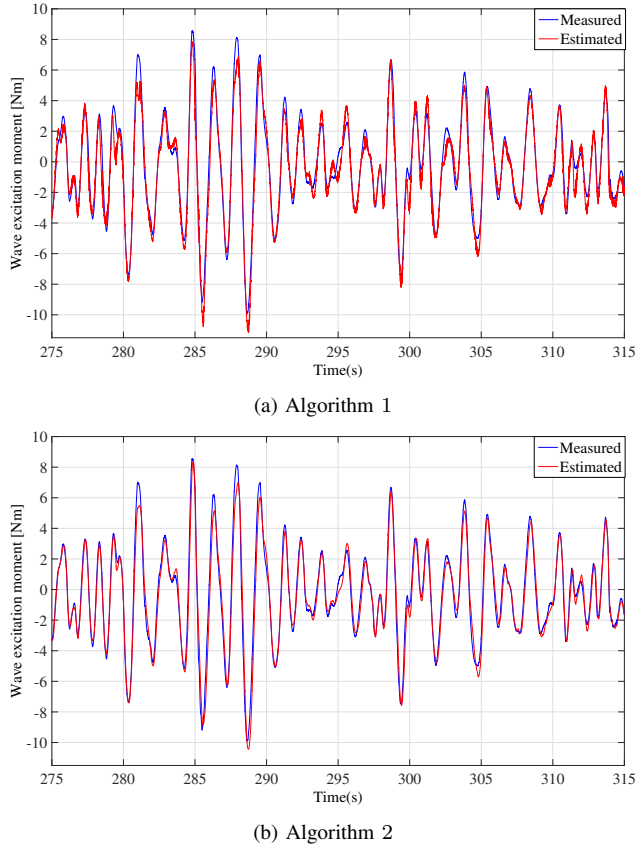 10
8
6
4
2
0
-2
-4
-6
-8
-10
Wave excitation moment [Nm]
Measured
Estimated
275 280 285 290 295 300 305 310 315
Time(s)
(a) Algorithm 1
10
8
6
4
2
0
-2
-4
-6
-8
-10
Wave excitation moment [Nm]
Measured
Estimated
275 280 285 290 295 300 305 310 315
Time(s)
(b) Algorithm 2